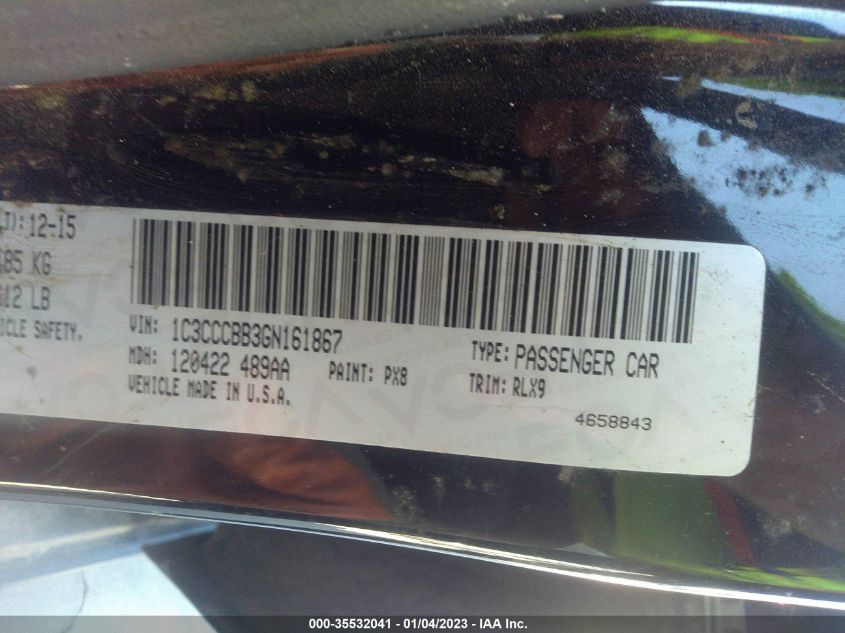 12-15
85 KG
12 LB
ICLE SAFETY,
VIN: 1C3CCCBB3GN161867
TYPE: PASSENGER CAR
MDH: 120422 489AA
PAINT: PX8
TRIM: RLX9
VEHICLE MADE IN U.S.A.
4658843
000-35532041 - 01/04/2023 - IAA Inc.